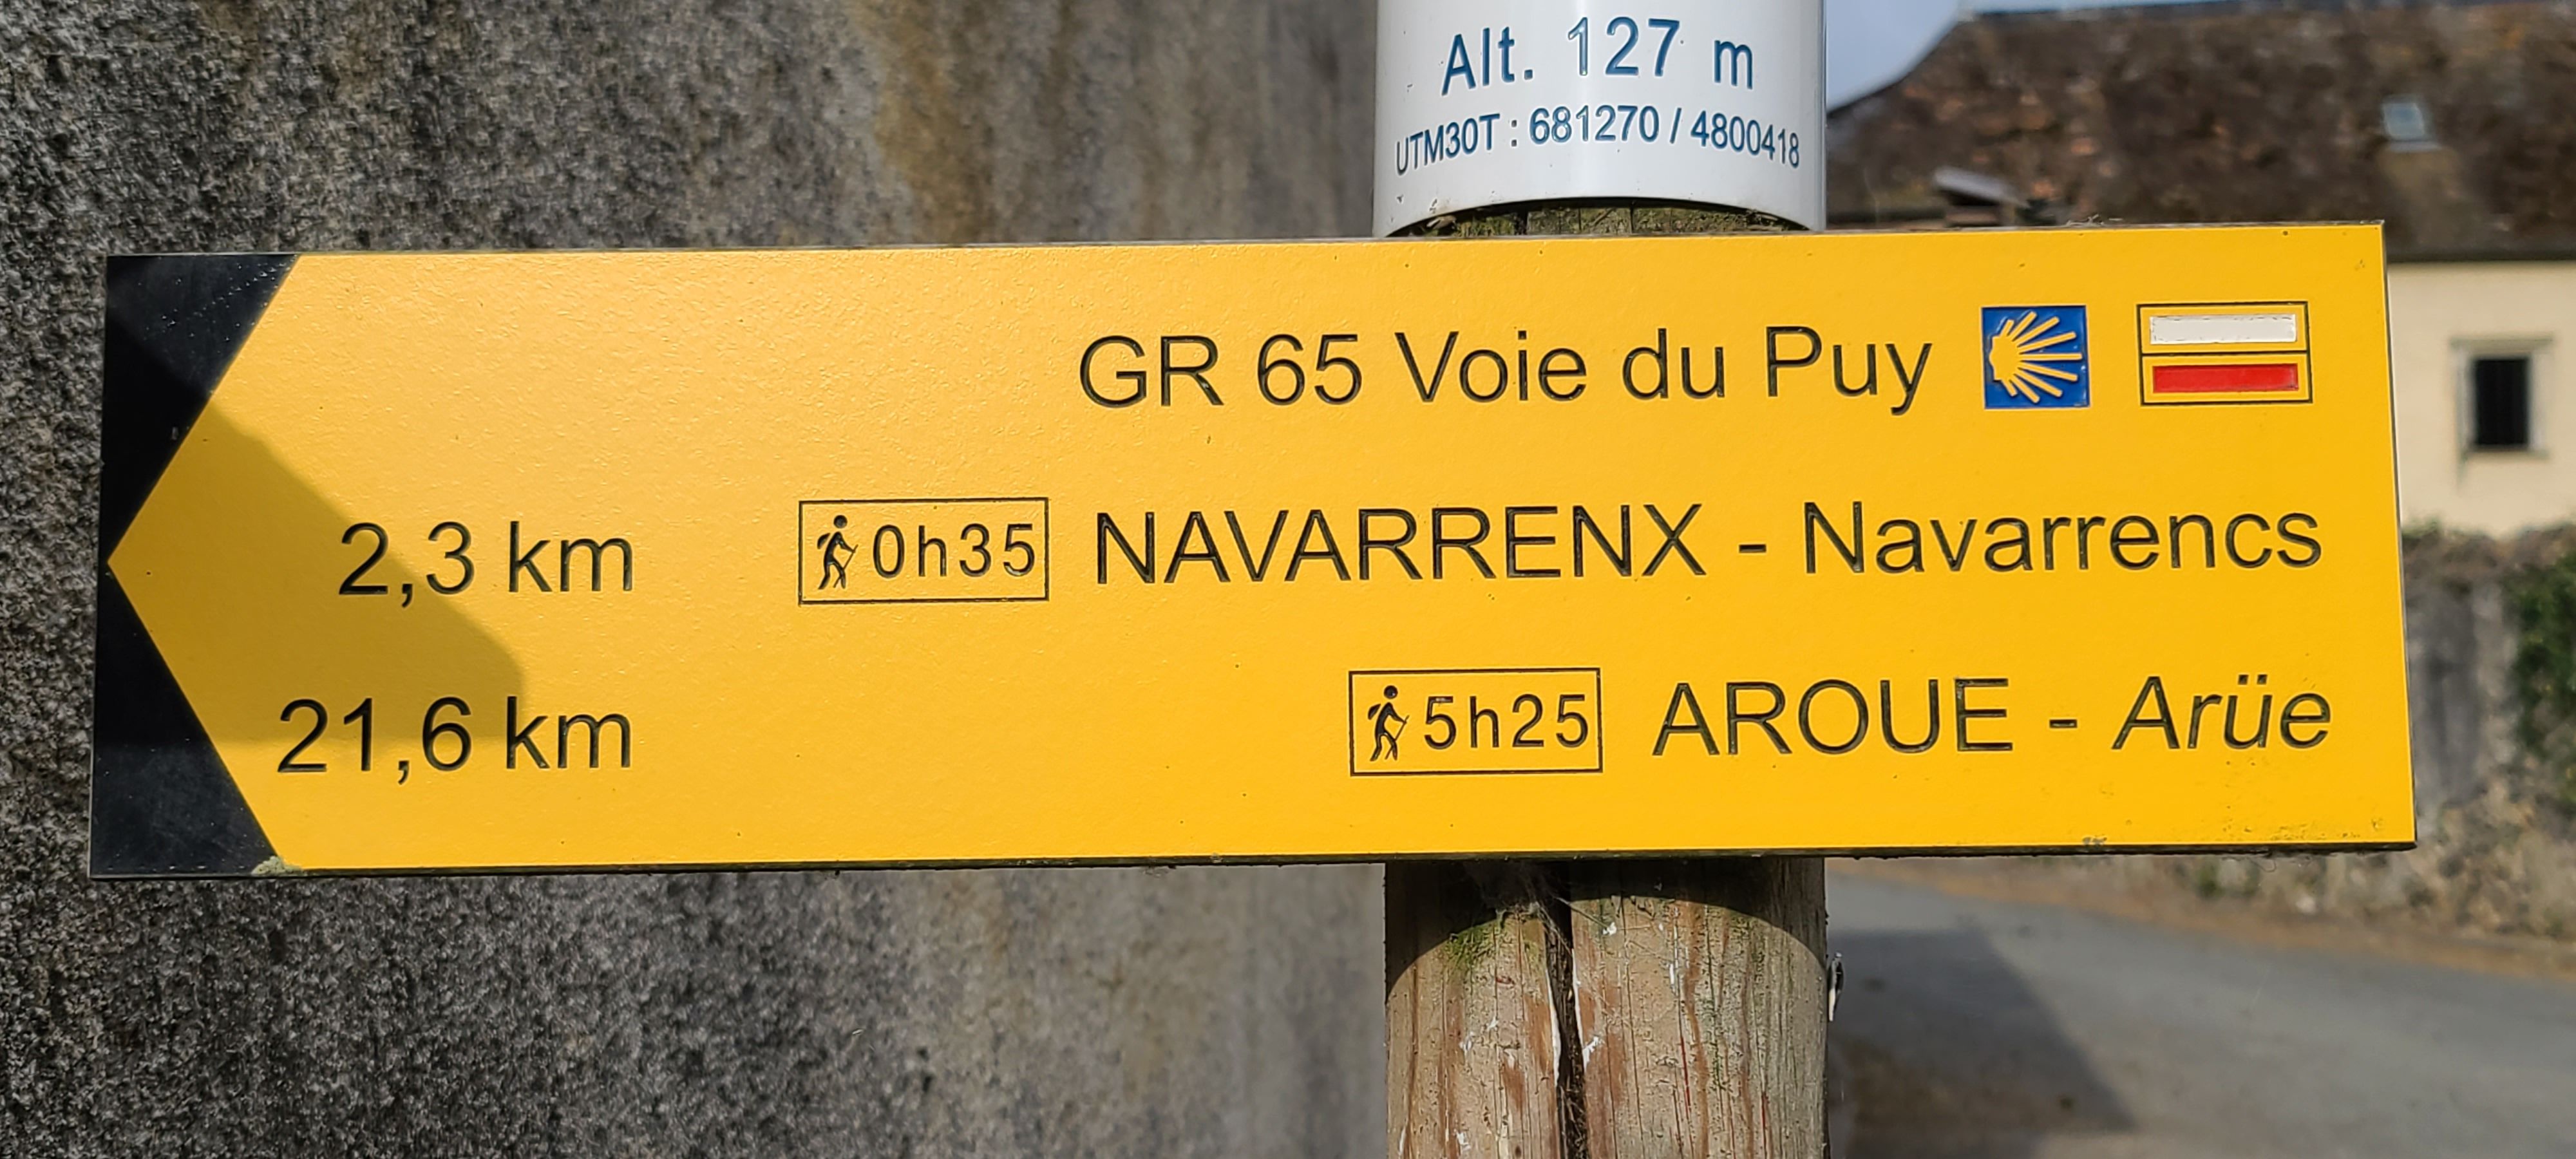 Alt. 127 m
UTM30T : 681270 / 4800418
GR 65 Voie du Puy
2,3 km 0h35 NAVARRENX - Navarrencs
21,6 km 5h25 AROUE - Arüe